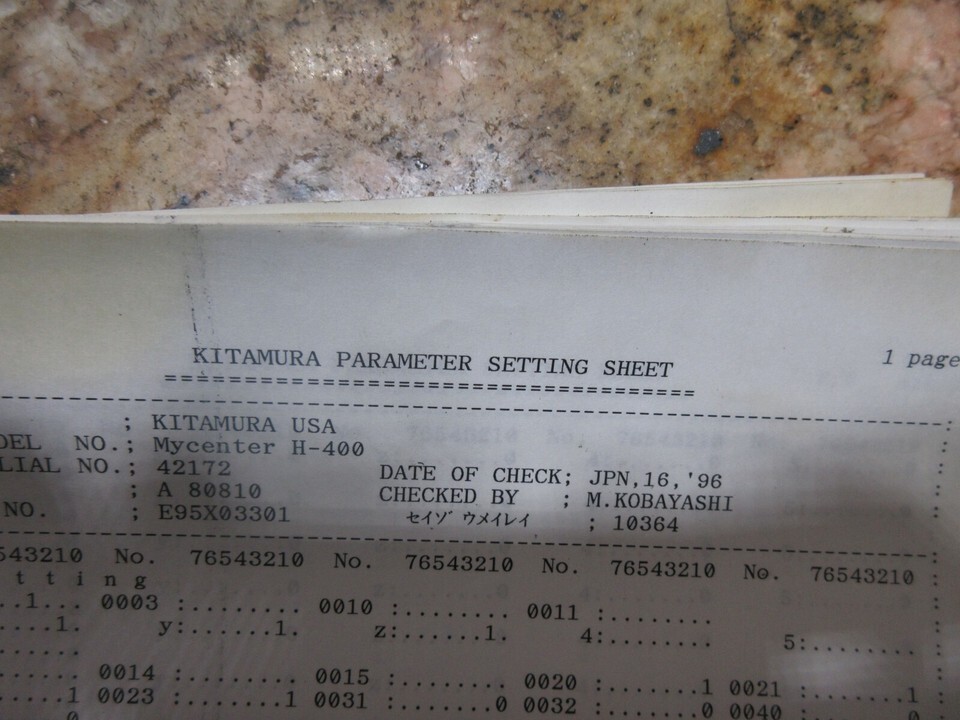 KITAMURA PARAMETER SETTING SHEET 1 page
=================================
; KITAMURA USA
DEL NO.; Mycenter H-400
LIAL NO.; 42172 DATE OF CHECK; JPN,16,'96
; A 80810 CHECKED BY ; M.KOBAYASHI
NO. ; E95X03301 セイゾウメイレイ ; 10364
543210 No. 76543210 No. 76543210 No. 76543210 No. 76543210 :
t t i n g
..1... 0003 :........ 0010 :........ 0011 :........
....1. y:......1. z:......1. 4:........ 5:........
......
0014 :........ 0015 :........ 0020 :.......1 0021 :.......1
.....1 0023 :.......1 0031 :.......0 0032 :.......0 0040 :.......0